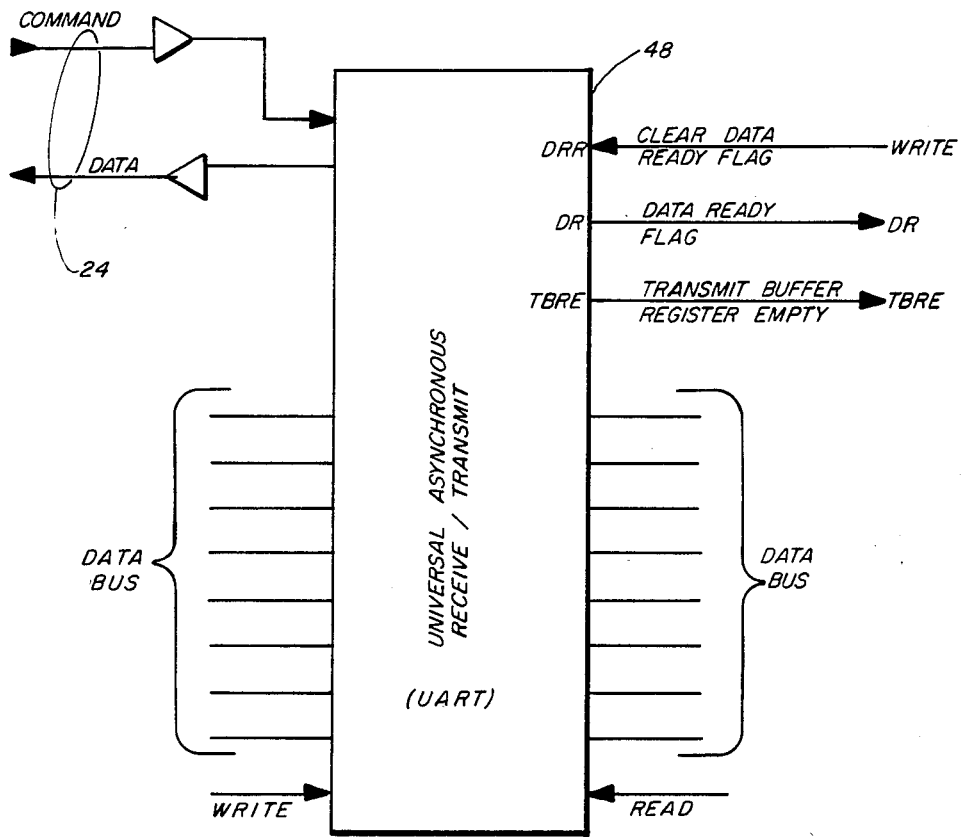 COMMAND
48
DRR
CLEAR DATA
READY FLAG
WRITE
DATA
24
DR
DATA READY
FLAG
DR
TBRE
TRANSMIT BUFFER
REGISTER EMPTY
TBRE
UNIVERSAL ASYNCHRONOUS
RECEIVE / TRANSMIT
(UART)
DATA
BUS
DATA
BUS
WRITE
READ